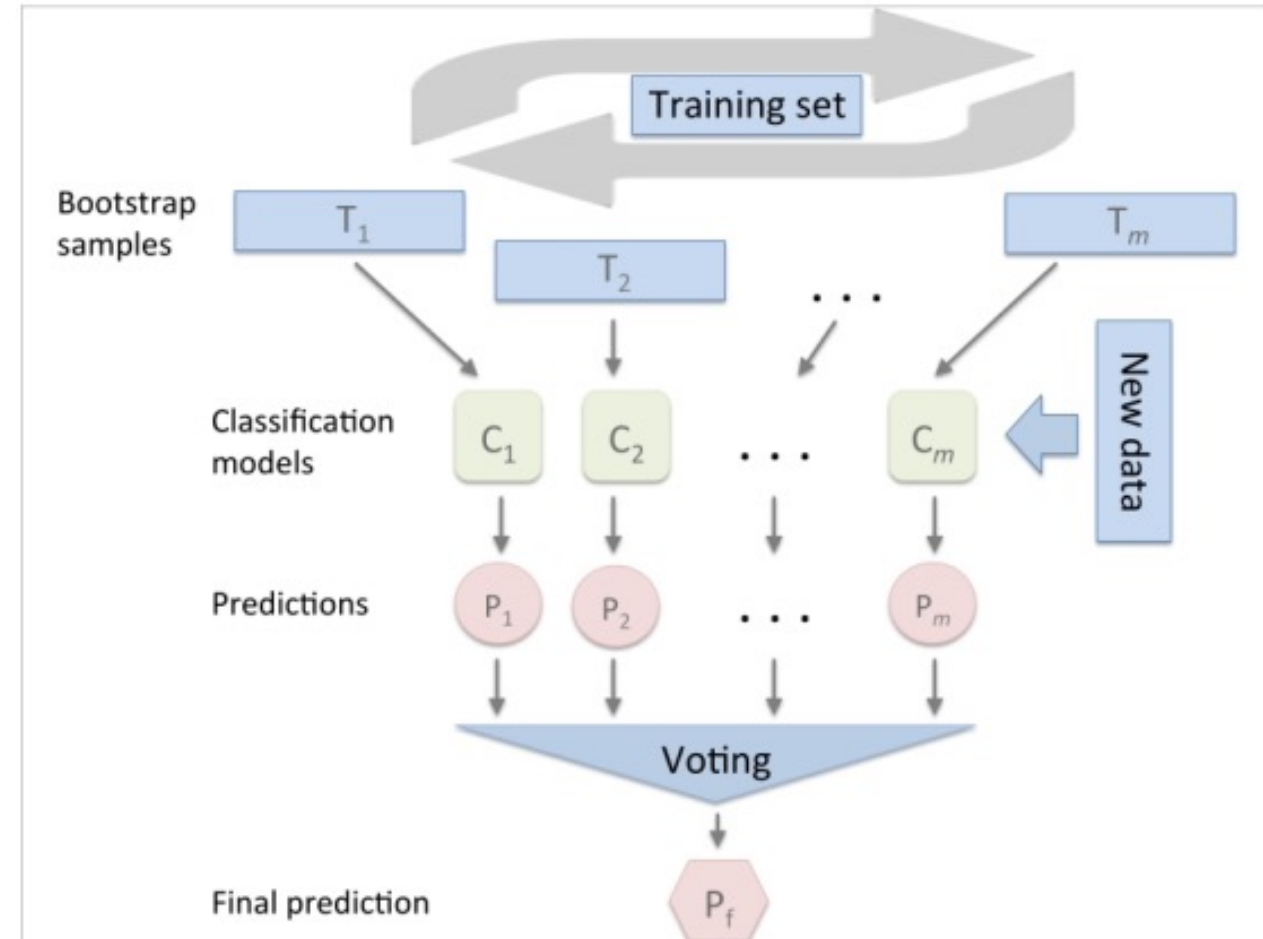 Training set
Bootstrap
samples
T1
T2
Tm
. . .
Classification
models
C1
C2
. . .
Cm
New data
Predictions
P1
P2
. . .
Pm
Voting
Final prediction
Pf